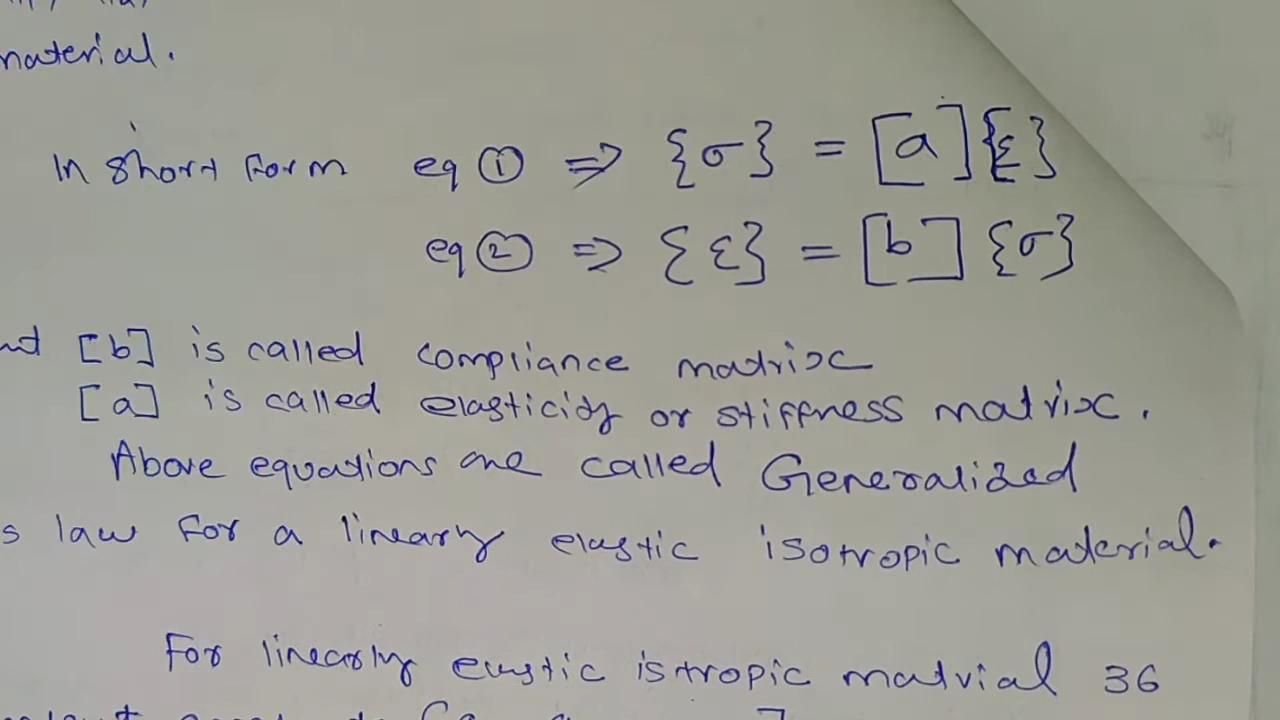 material.
In short form eq ① ⇒ {σ} = [a]{ε}
eq ② ⇒ {ε} = [b] {σ}
[b] is called compliance matrix
[a] is called elasticity or stiffness matrix.
Above equations are called Generalized
s law for a linearly elastic isotropic material.
For linearly elastic isotropic matrial 36